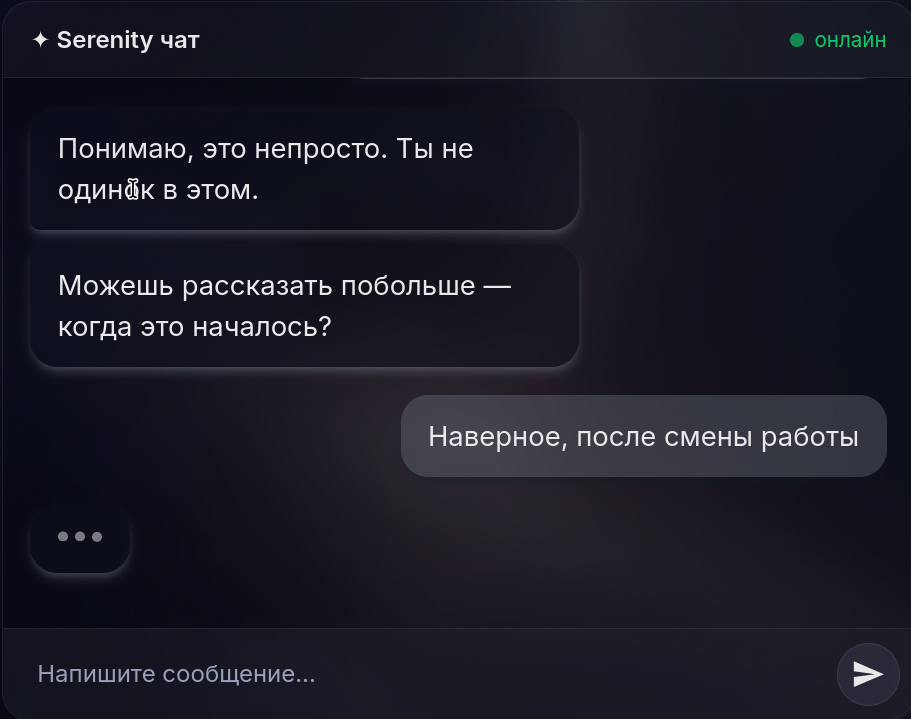 ✦ Serenity чат
онлайн
Понимаю, это непросто. Ты не
одинок в этом.
Можешь рассказать побольше —
когда это началось?
Наверное, после смены работы
Напишите сообщение...